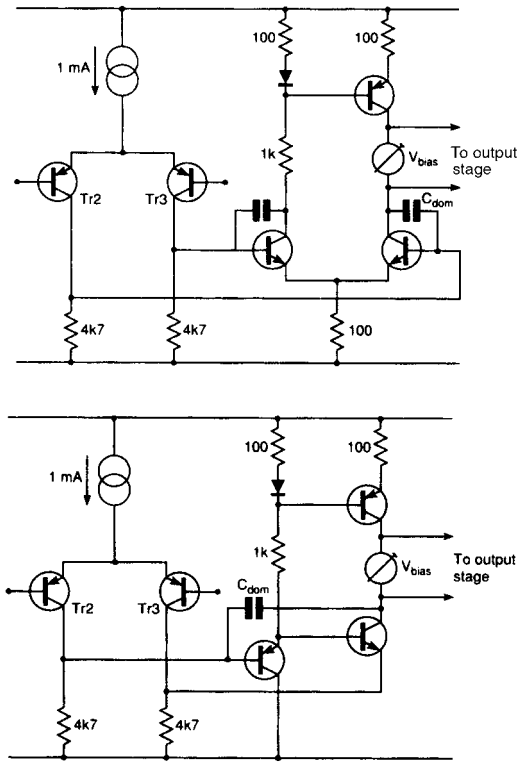 100
100
1 mA
1k
V_bias
To output
stage
Tr2
Tr3
C_dom
4k7
4k7
100
100
100
1 mA
1k
V_bias
To output
stage
C_dom
Tr2
Tr3
4k7
4k7